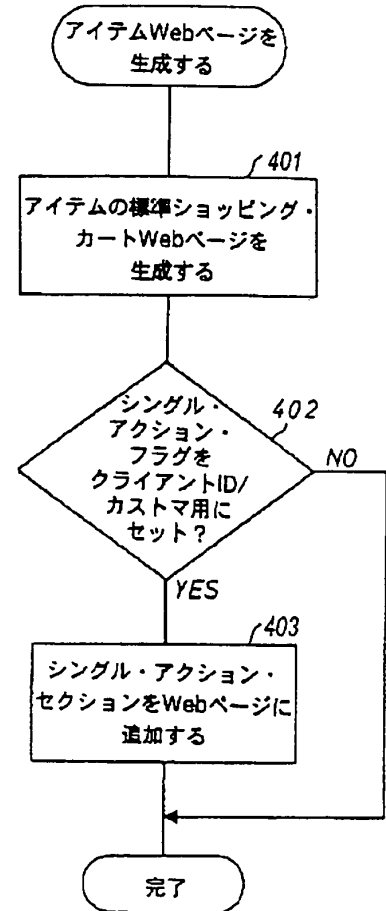 アイテムWebページを
生成する
401
アイテムの標準ショッピング・
カートWebページを
生成する
402
シングル・
アクション・
フラグを
クライアントID/
カストマ用に
セット？
NO
YES
403
シングル・アクション・
セクションをWebページに
追加する
完了